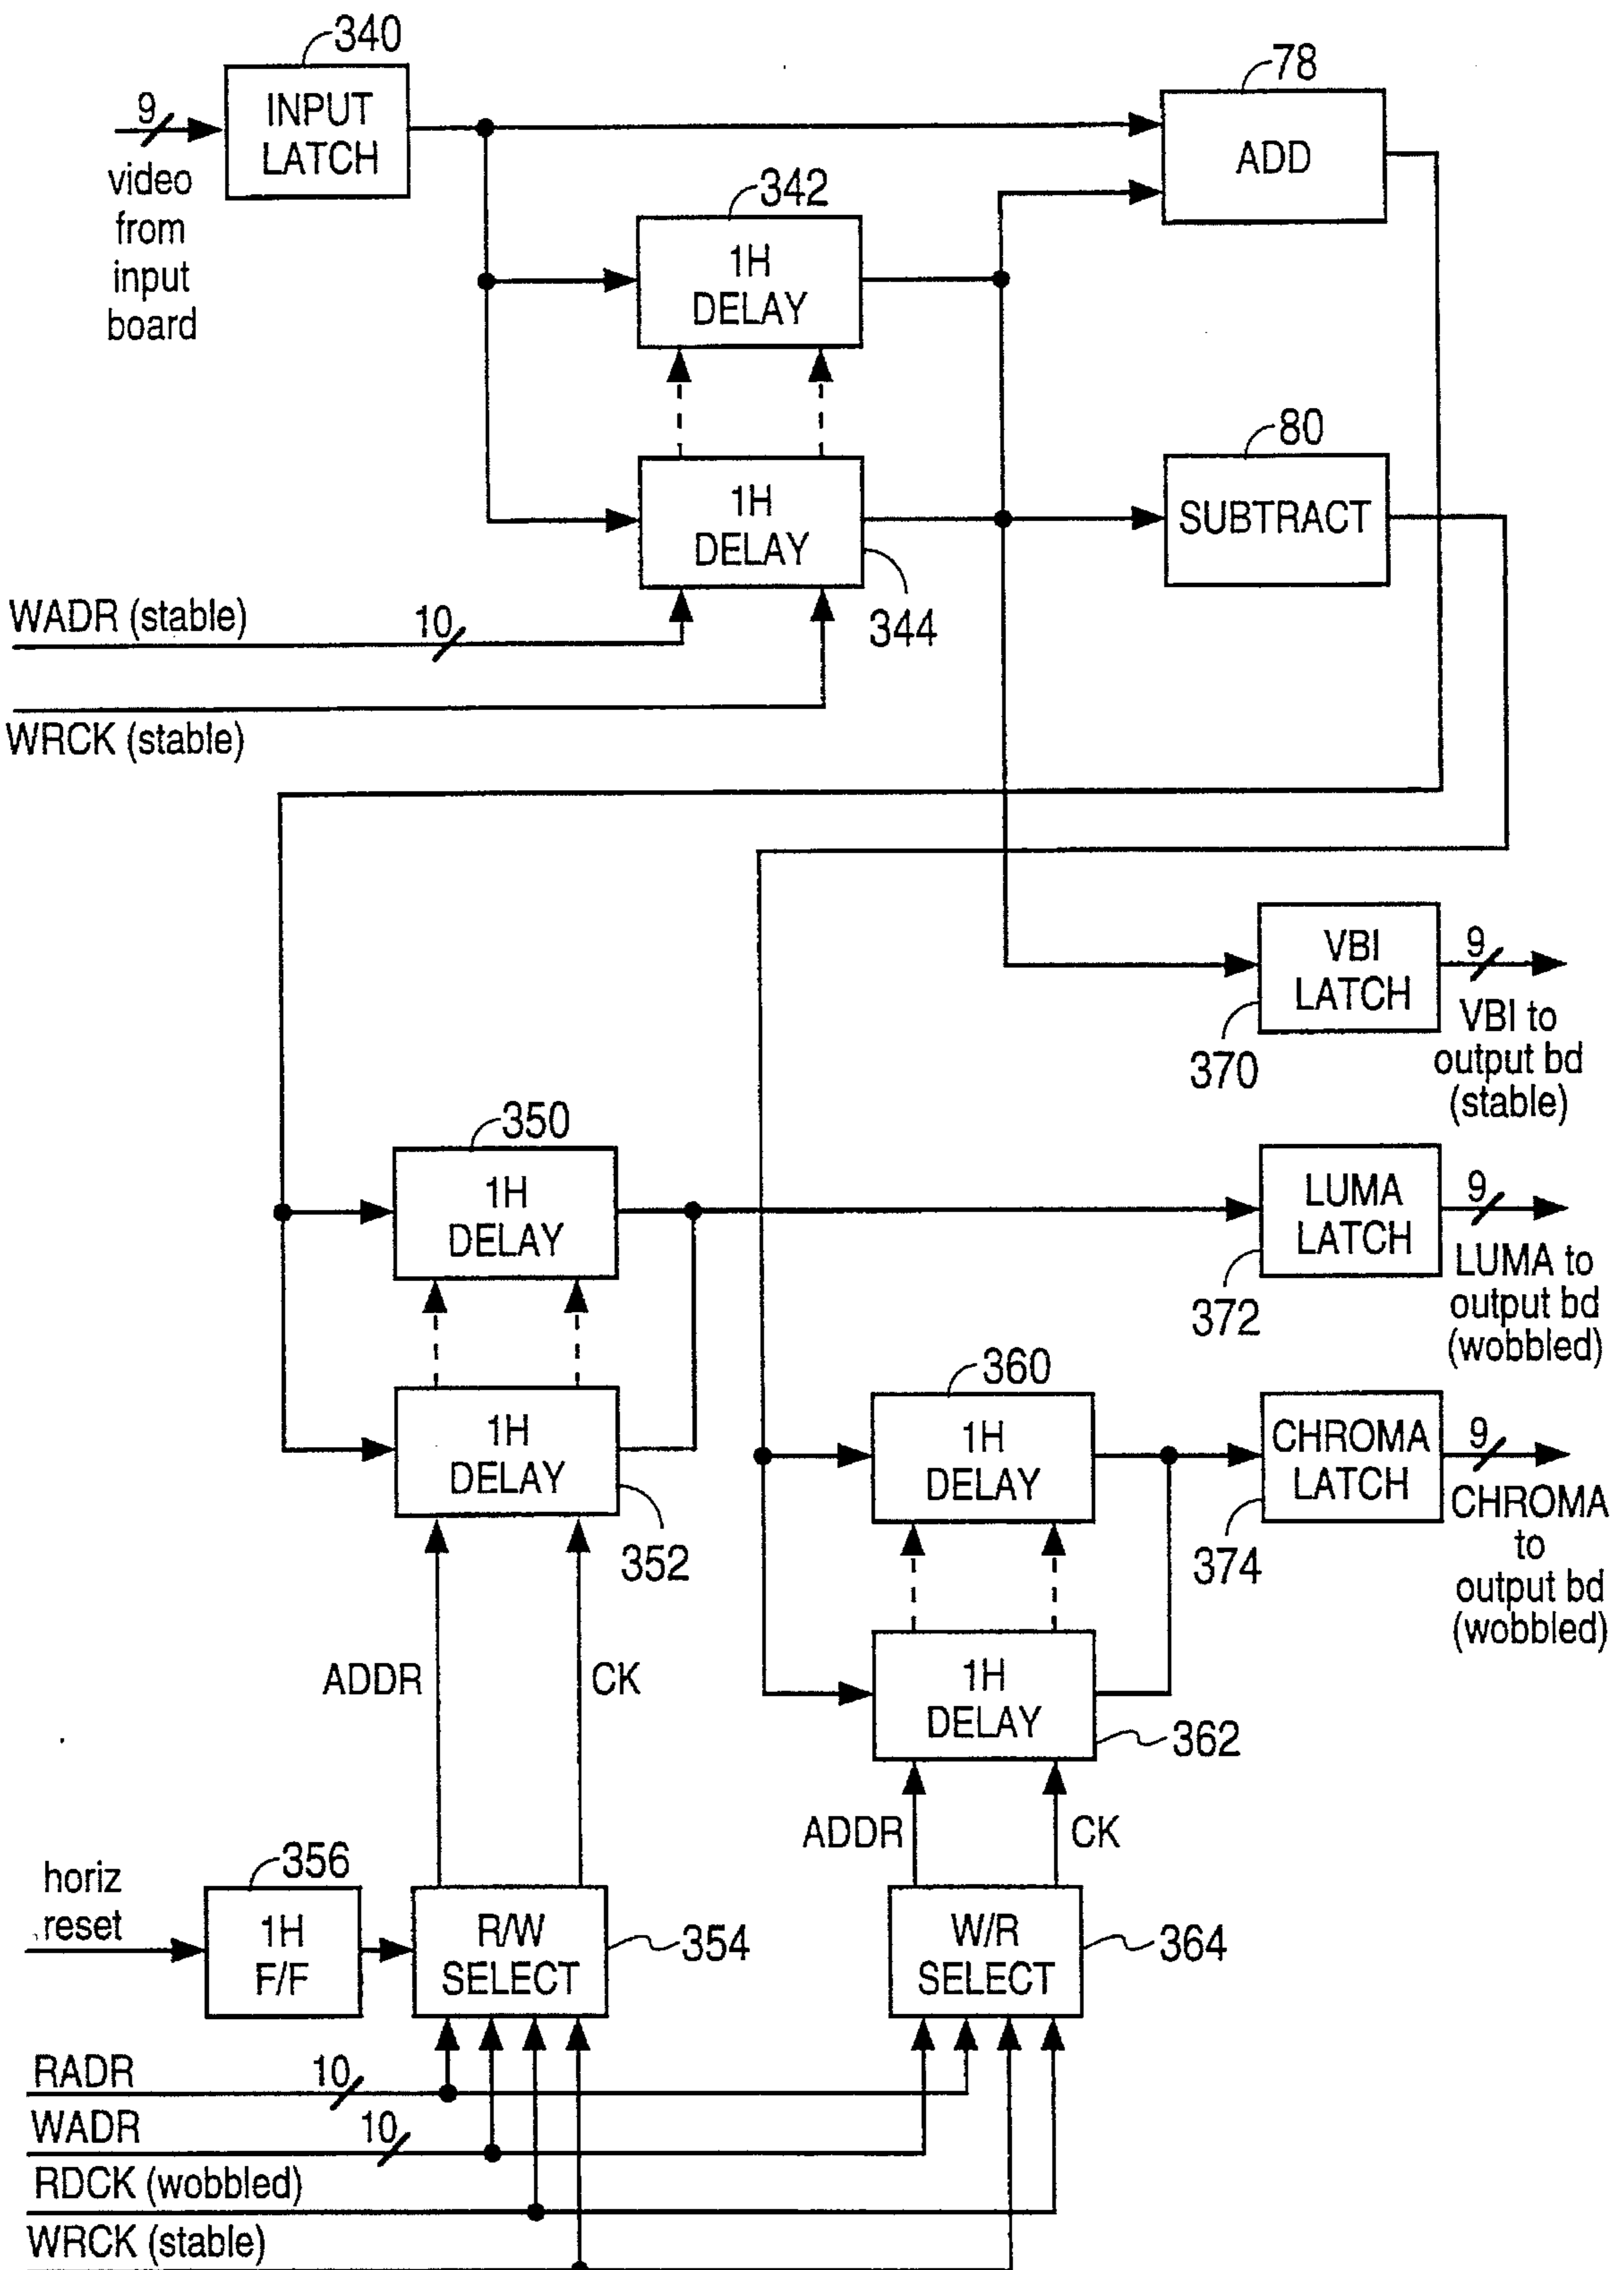 340
9
INPUT
LATCH
video
from
input
board
78
ADD
342
1H
DELAY
80
SUBTRACT
1H
DELAY
344
WADR (stable)
10
WRCK (stable)
VBI
LATCH
9
370
VBI to
output bd
(stable)
350
1H
DELAY
LUMA
LATCH
9
372
LUMA to
output bd
(wobbled)
1H
DELAY
352
360
1H
DELAY
CHROMA
LATCH
9
374
CHROMA
to
output bd
(wobbled)
1H
DELAY
362
ADDR
CK
ADDR
CK
horiz
reset
356
1H
F/F
R/W
SELECT
354
W/R
SELECT
364
RADR
10
WADR
10
RDCK (wobbled)
WRCK (stable)